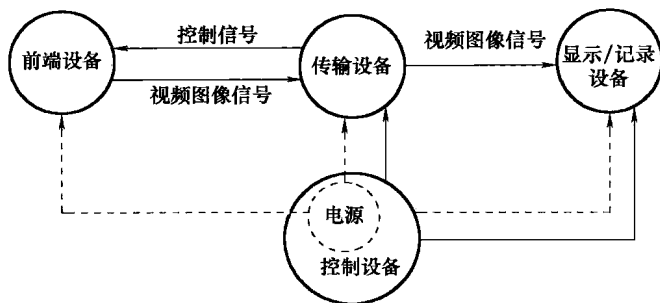 控制信号
前端设备
视频图像信号
传输设备
视频图像信号
显示/记录
设备
电源
控制设备